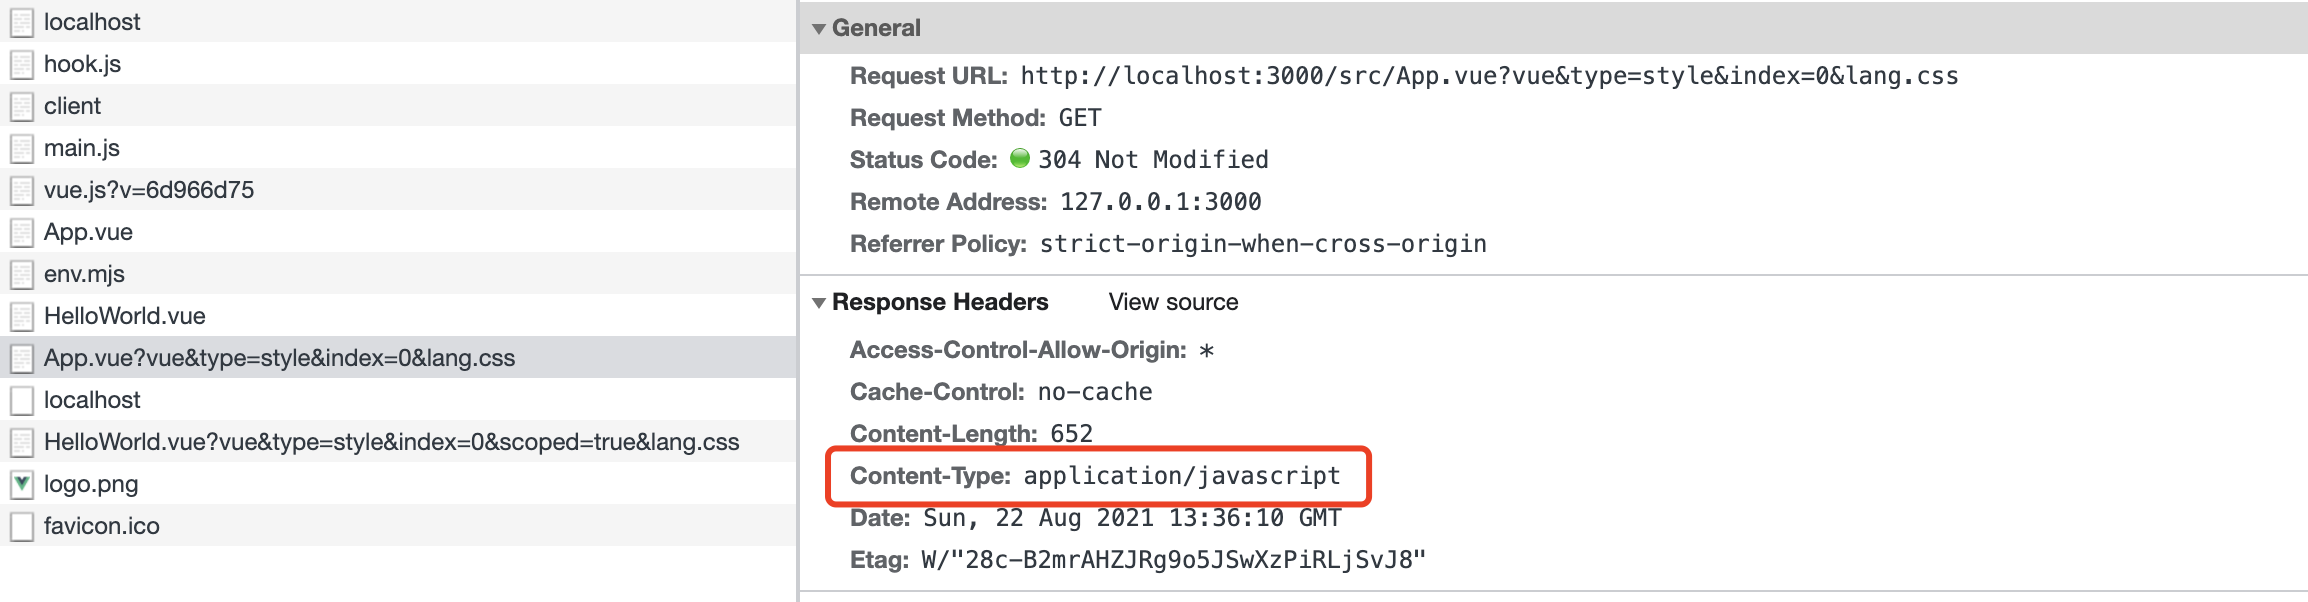 localhost
hook.js
client
main.js
vue.js?v=6d966d75
App.vue
env.mjs
HelloWorld.vue
App.vue?vue&type=style&index=0&lang.css
localhost
HelloWorld.vue?vue&type=style&index=0&scoped=true&lang.css
logo.png
favicon.ico
General
Request URL: http://localhost:3000/src/App.vue?vue&type=style&index=0&lang.css
Request Method: GET
Status Code: 304 Not Modified
Remote Address: 127.0.0.1:3000
Referrer Policy: strict-origin-when-cross-origin
Response Headers View source
Access-Control-Allow-Origin: *
Cache-Control: no-cache
Content-Length: 652
Content-Type: application/javascript
Date: Sun, 22 Aug 2021 13:36:10 GMT
Etag: W/"28c-B2mrAHZJRg9o5JSwXzPiRLjSvJ8"